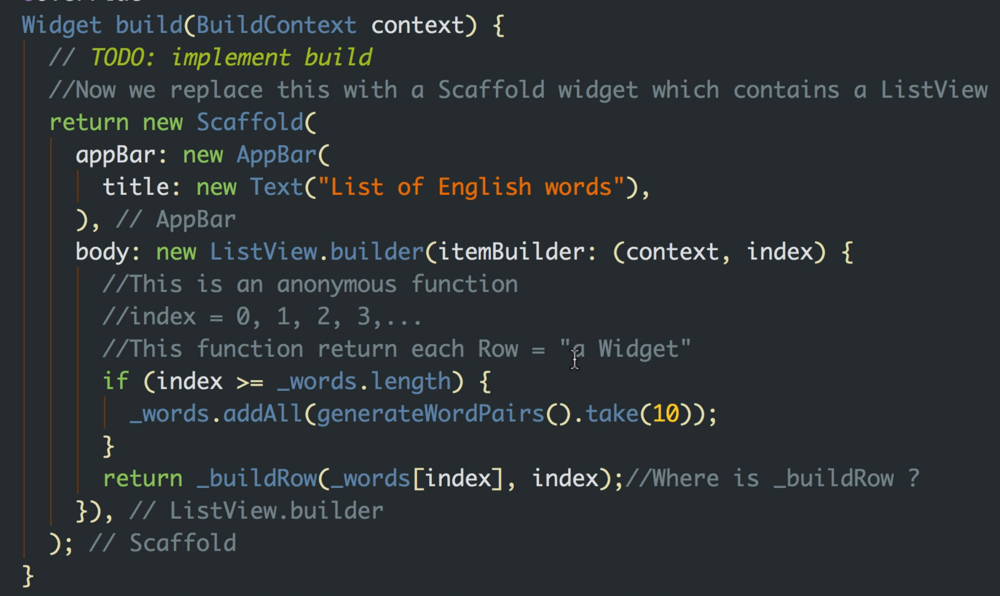 Widget build(BuildContext context) {
// TODO: implement build
//Now we replace this with a Scaffold widget which contains a ListView
return new Scaffold(
appBar: new AppBar(
title: new Text("List of English words"),
), // AppBar
body: new ListView.builder(itemBuilder: (context, index) {
//This is an anonymous function
//index = 0, 1, 2, 3,...
//This function return each Row = "a Widget"
if (index >= _words.length) {
_words.addAll(generateWordPairs().take(10));
}
return _buildRow(_words[index], index);//Where is _buildRow ?
}), // ListView.builder
); // Scaffold
}